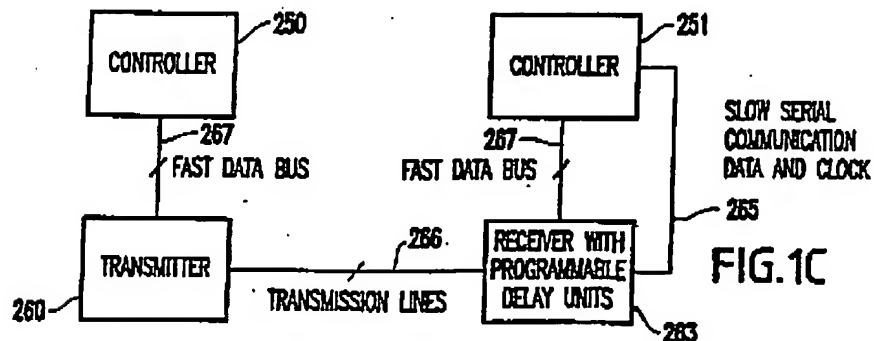 250
CONTROLLER
251
CONTROLLER
SLOW SERIAL
COMMUNICATION
DATA AND CLOCK
267
FAST DATA BUS
267
FAST DATA BUS
265
TRANSMITTER
260
266
TRANSMISSION LINES
RECEIVER WITH
PROGRAMMABLE
DELAY UNITS
263
FIG.1C